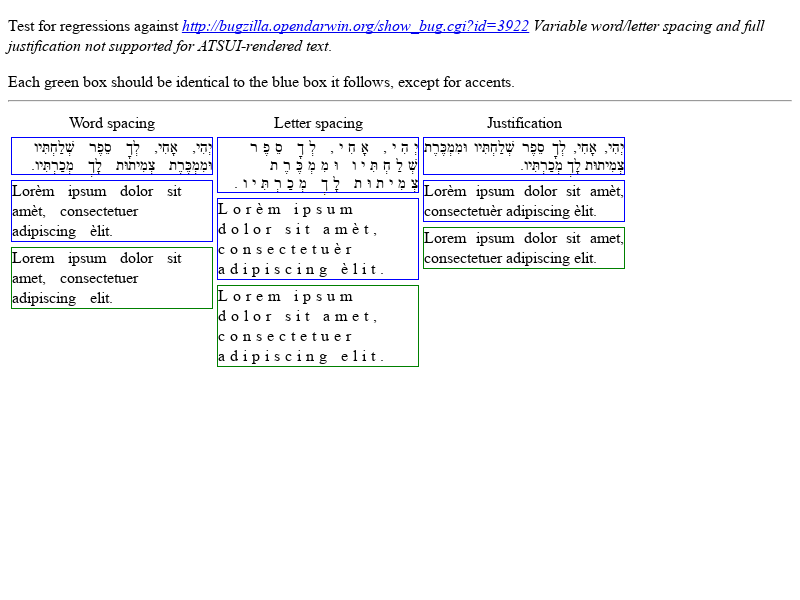 Test for regressions against http://bugzilla.opendarwin.org/show_bug.cgi?id=3922 Variable word/letter spacing and full
justification not supported for ATSUI-rendered text.
Each green box should be identical to the blue box it follows, except for accents.
Word spacing
יְהִי, אָחִי, לְךָ סֵפֶר שְׁלַחְתִּיו
וּמִמְכֶּרֶת צְמִיתוּת לָךְ מְכַרְתִּיו.
Lorèm ipsum dolor sit
amèt, consectetuer
adipiscing èlit.
Lorem ipsum dolor sit
amet, consectetuer
adipiscing elit.
Letter spacing
יְהִי, אָחִי, לְךָ סֵפֶר
שְׁלַחְתִּיו וּמִמְכֶּרֶת
צְמִיתוּת לָךְ מְכַרְתִּיו.
Lorèm ipsum
dolor sit amèt,
consectetuèr
adipiscing èlit.
Lorem ipsum
dolor sit amet,
consectetuer
adipiscing elit.
Justification
יְהִי, אָחִי, לְךָ סֵפֶר שְׁלַחְתִּיו וּמִמְכֶּרֶת
צְמִיתוּת לָךְ מְכַרְתִּיו.
Lorèm ipsum dolor sit amèt,
consectetuèr adipiscing èlit.
Lorem ipsum dolor sit amet,
consectetuer adipiscing elit.